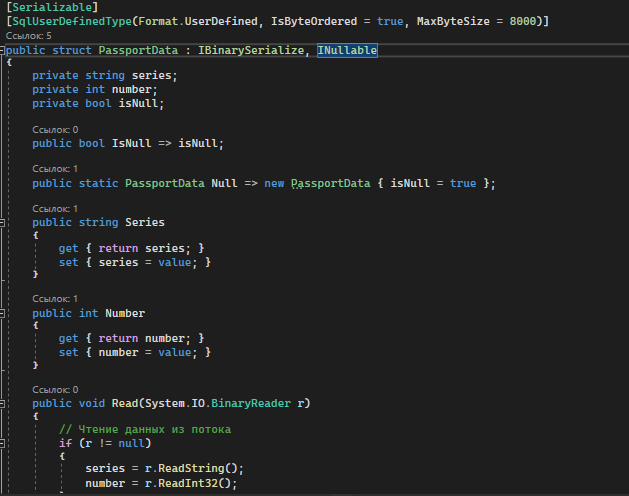 [Serializable]
[SqlUserDefinedType(Format.UserDefined, IsByteOrdered = true, MaxByteSize = 8000)]
Ссылок: 5
public struct PassportData : IBinarySerialize, INullable
{
private string series;
private int number;
private bool isNull;
Ссылок: 0
public bool IsNull => isNull;
Ссылок: 1
public static PassportData Null => new PassportData { isNull = true };
Ссылок: 1
public string Series
{
get { return series; }
set { series = value; }
}
Ссылок: 1
public int Number
{
get { return number; }
set { number = value; }
}
Ссылок: 0
public void Read(System.IO.BinaryReader r)
{
// Чтение данных из потока
if (r != null)
{
series = r.ReadString();
number = r.ReadInt32();